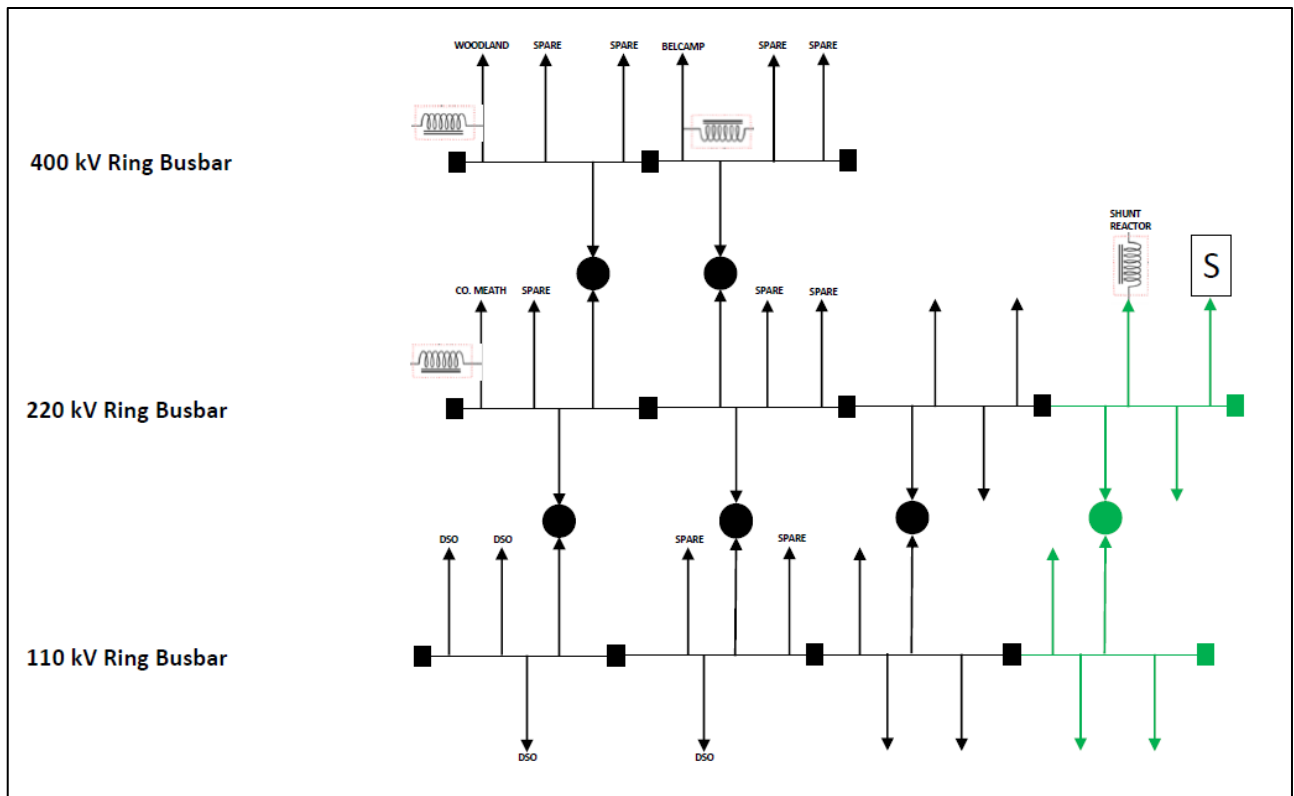 WOODLAND
SPARE
SPARE
BELCAMP
SPARE
SPARE
400 kV Ring Busbar
SHUNT
REACTOR
S
CO. MEATH
SPARE
SPARE
SPARE
220 kV Ring Busbar
DSO
DSO
SPARE
SPARE
110 kV Ring Busbar
DSO
DSO